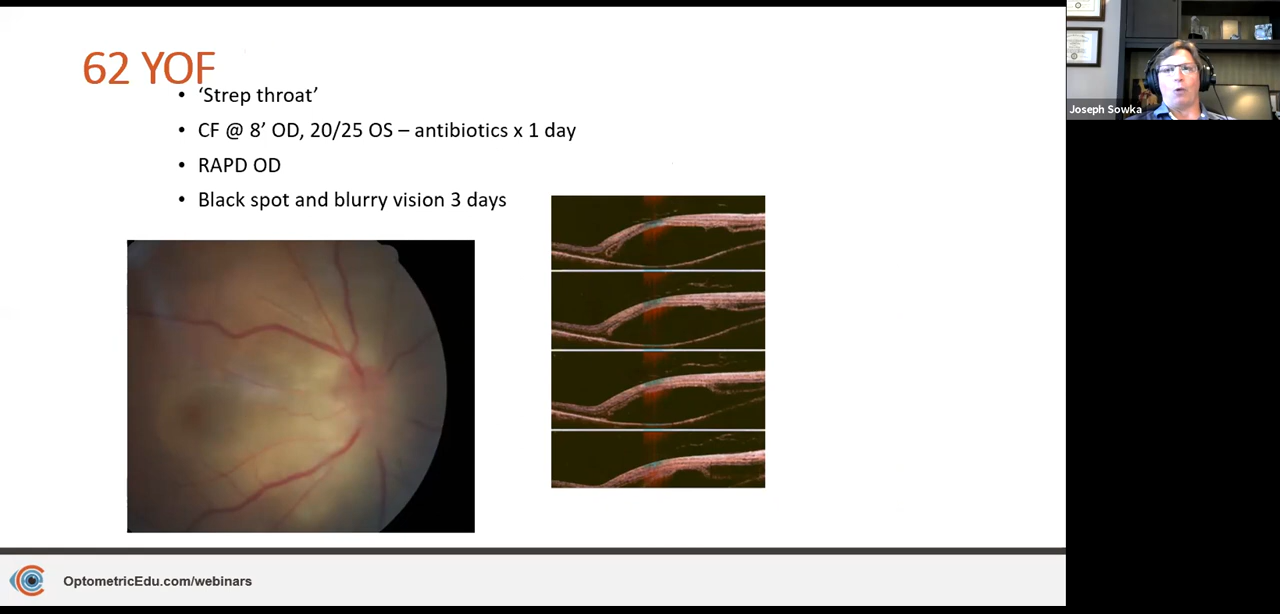 62 YOF
• ‘Strep throat’
• CF @ 8’ OD, 20/25 OS – antibiotics x 1 day
• RAPD OD
• Black spot and blurry vision 3 days
Joseph Sowka
OptometricEdu.com/webinars